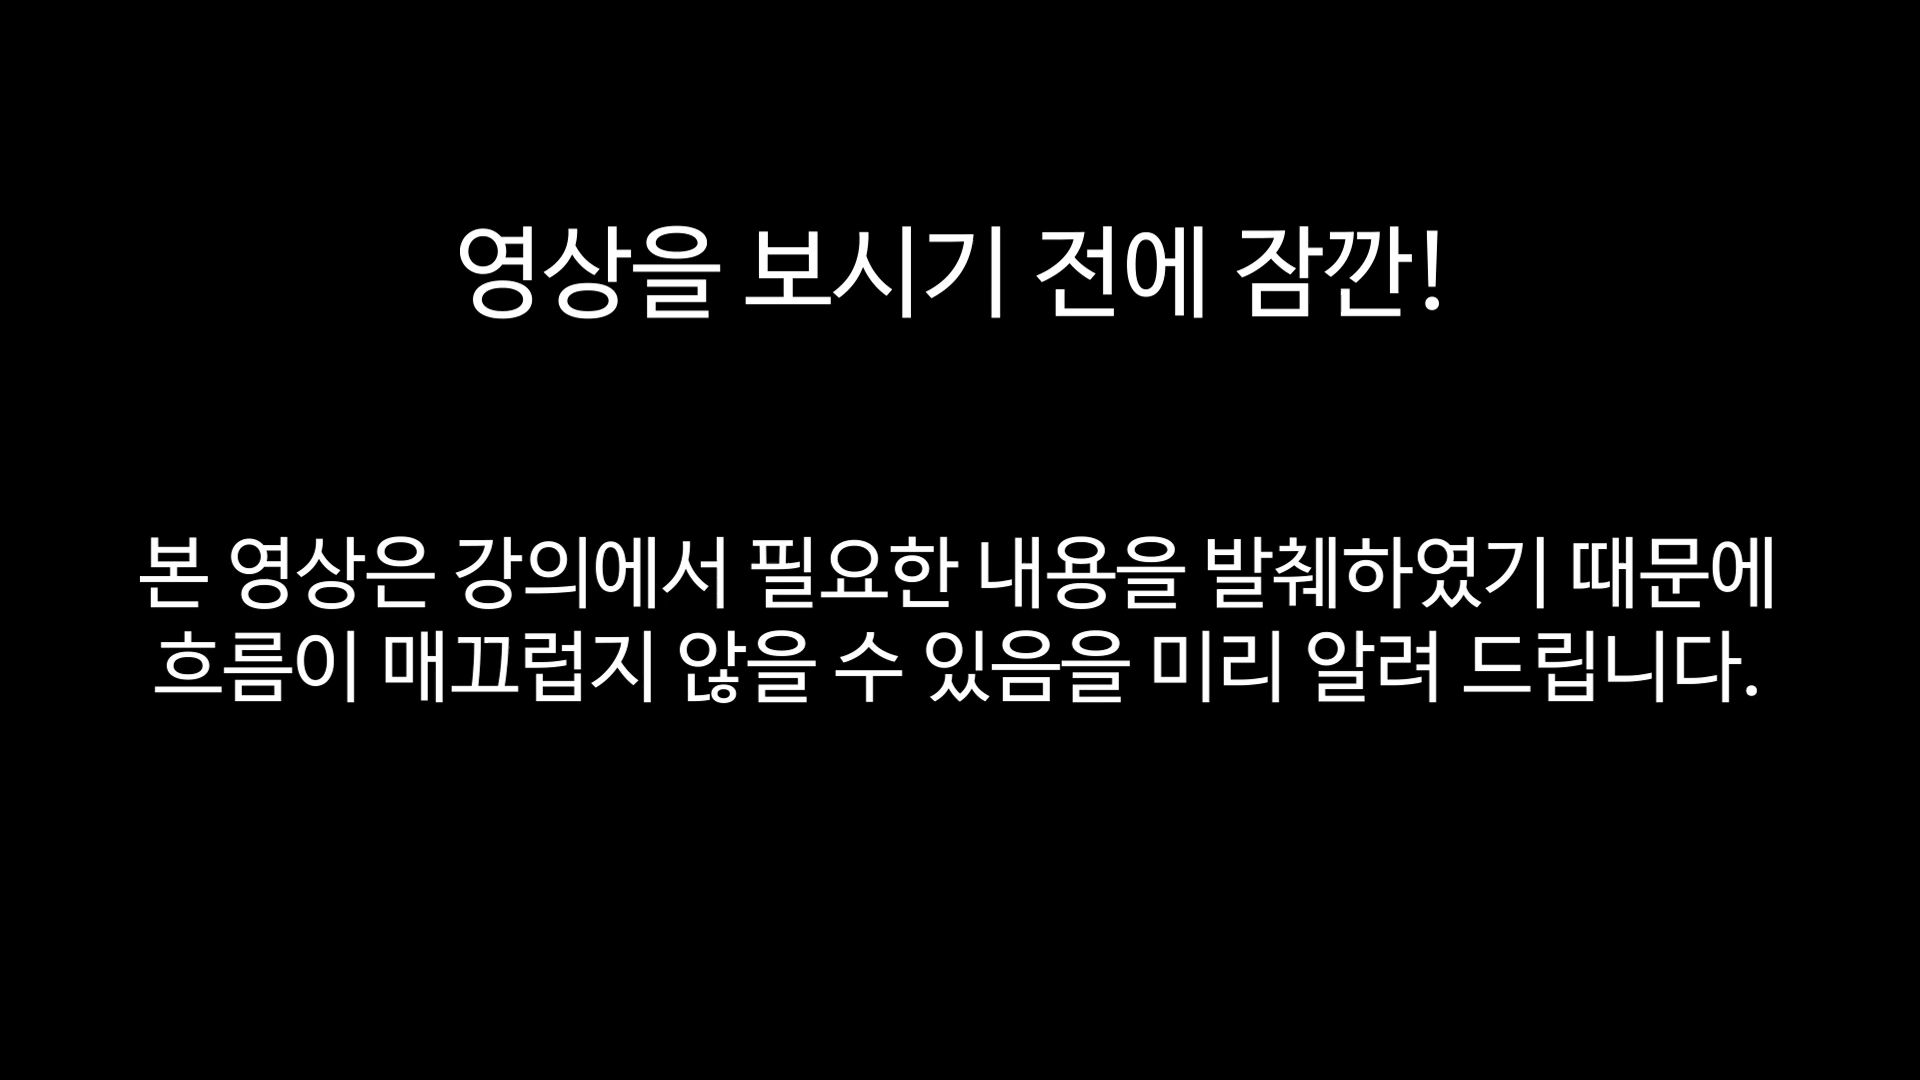 영상을 보시기 전에 잠깐!
본 영상은 강의에서 필요한 내용을 발췌하였기 때문에
흐름이 매끄럽지 않을 수 있음을 미리 알려 드립니다.